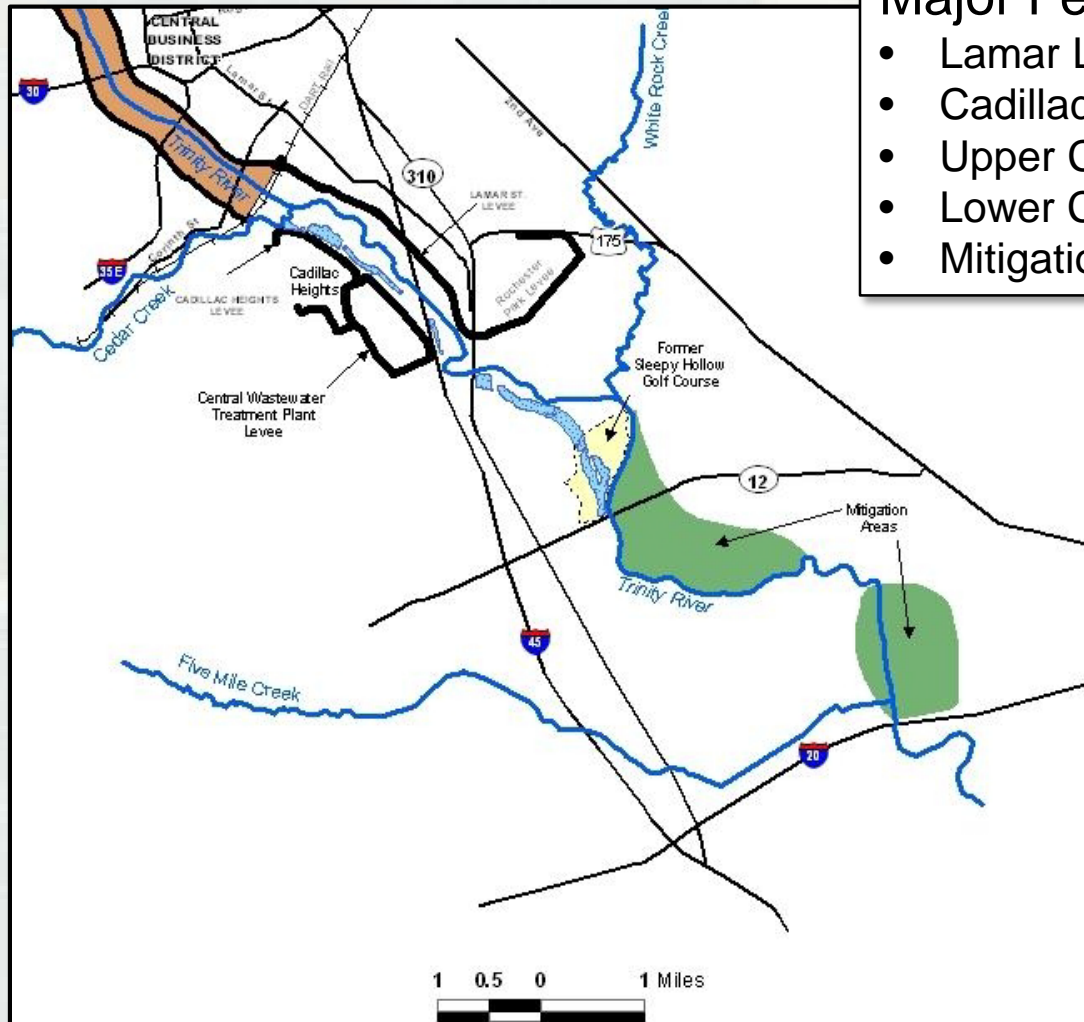 Major Fe
• Lamar L
• Cadillac
• Upper C
• Lower C
• Mitigatio
CENTRAL
BUSINESS
DISTRICT
30
Lamar St
DART Rail
2nd Ave
White Rock Cree
Trinity River
310
LAMAR ST.
LEVEE
175
Rochester
Park Levee
Corinth St
35E
Cadillac
Heights
CADILLAC HEIGHTS
LEVEE
Cedar Creek
Central Wastewater
Treatment Plant
Levee
Former
Sleepy Hollow
Golf Course
12
Mitigation
Areas
Trinity River
45
Five Mile Creek
20
1 0.5 0 1 Miles